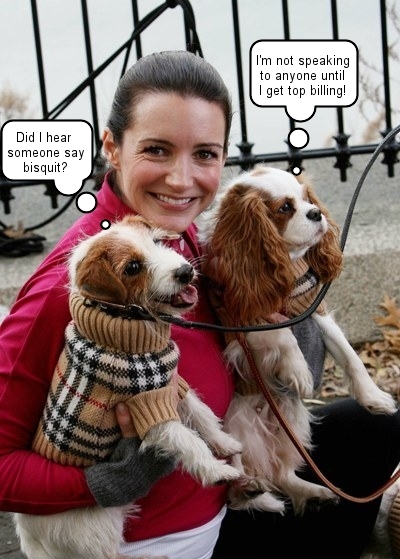 Did I hear
someone say
bisquit?
I'm not speaking
to anyone until
I get top billing!